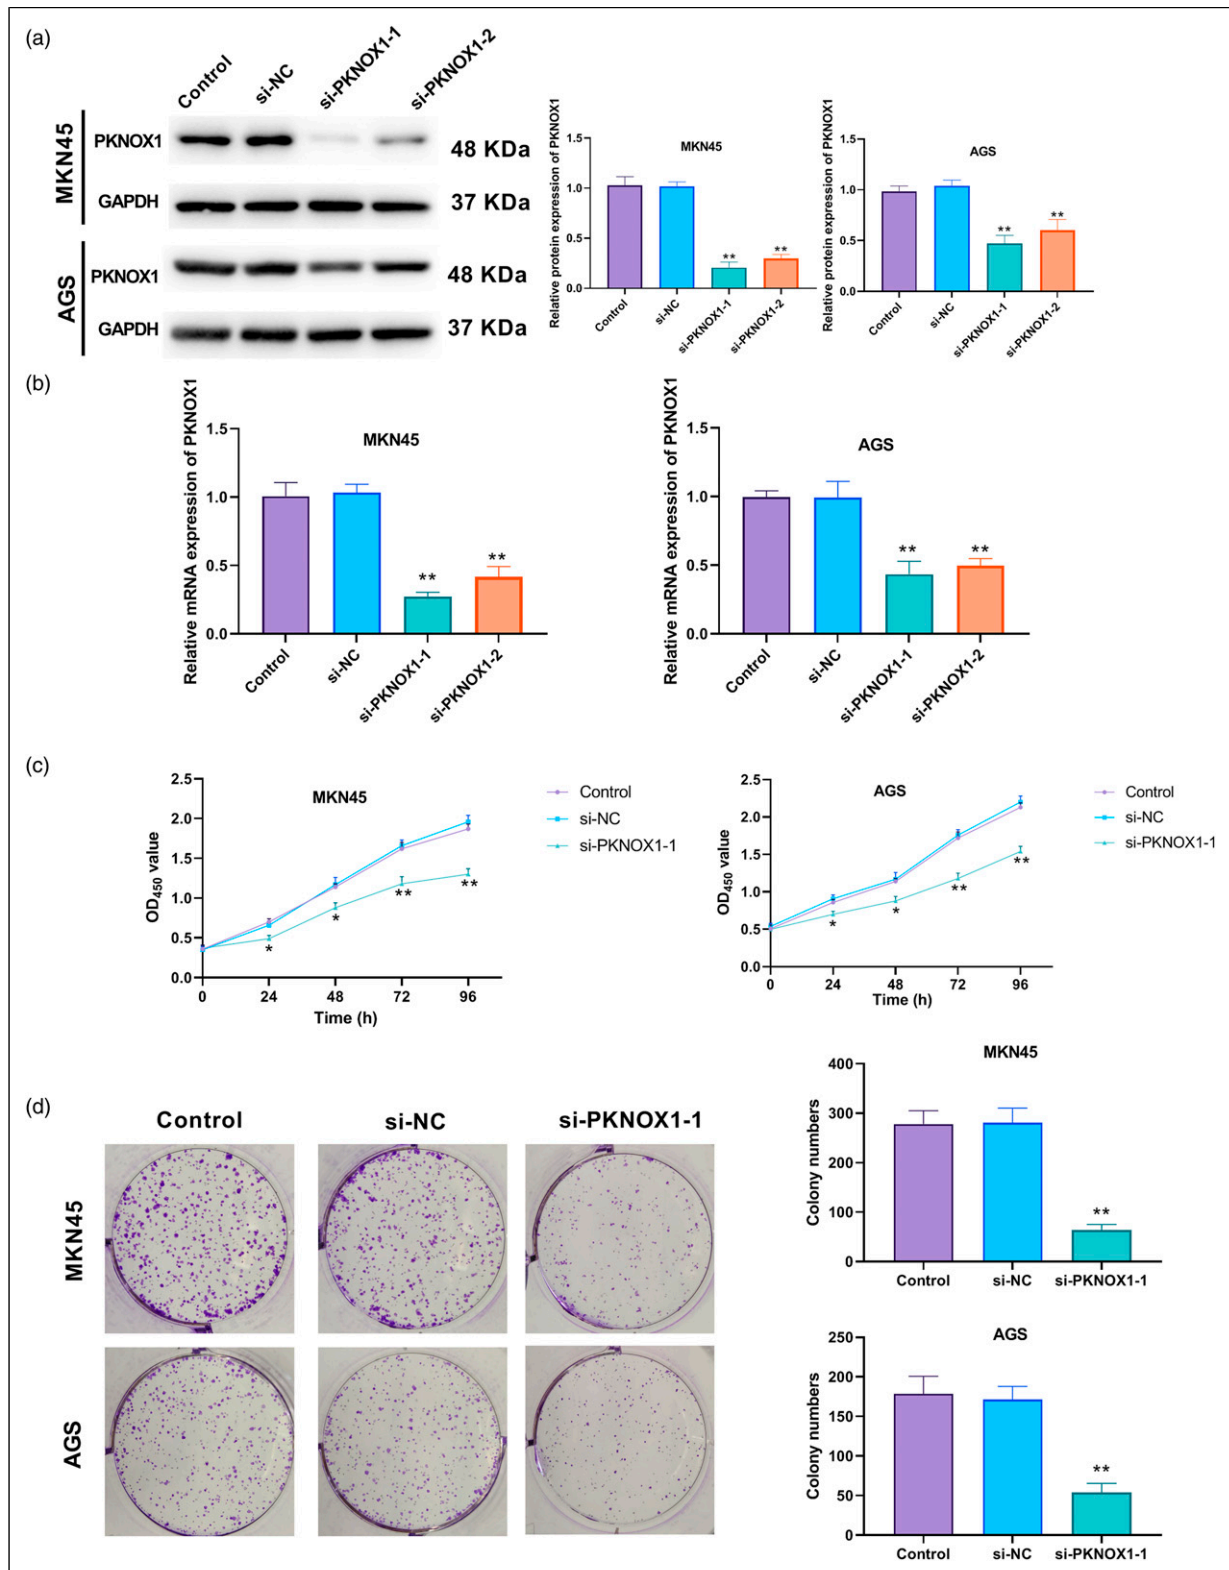 (a)
Control
si-NC
si-PKNOX1-1
si-PKNOX1-2
MKN45
PKNOX1
48 KDa
GAPDH
37 KDa
AGS
PKNOX1
48 KDa
GAPDH
37 KDa
Relative protein expression of PKNOX1
MKN45
1.5
1.0
0.5
0.0
**
**
Control
si-NC
si-PKNOX1-1
si-PKNOX1-2
Relative protein expression of PKNOX1
AGS
1.5
1.0
0.5
0.0
**
**
Control
si-NC
si-PKNOX1-1
si-PKNOX1-2
(b)
Relative mRNA expression of PKNOX1
MKN45
1.5
1.0
0.5
0.0
**
**
Control
si-NC
si-PKNOX1-1
si-PKNOX1-2
Relative mRNA expression of PKNOX1
AGS
1.5
1.0
0.5
0.0
**
**
Control
si-NC
si-PKNOX1-1
si-PKNOX1-2
(c)
MKN45
OD450 value
2.5
2.0
1.5
1.0
0.5
0.0
*
*
**
**
0 24 48 72 96
Time (h)
Control
si-NC
si-PKNOX1-1
AGS
OD450 value
2.5
2.0
1.5
1.0
0.5
0.0
*
*
**
**
0 24 48 72 96
Time (h)
Control
si-NC
si-PKNOX1-1
(d)
Control si-NC si-PKNOX1-1
MKN45
AGS
MKN45
Colony numbers
400
300
200
100
0
**
Control si-NC si-PKNOX1-1
AGS
Colony numbers
250
200
150
100
50
0
**
Control si-NC si-PKNOX1-1